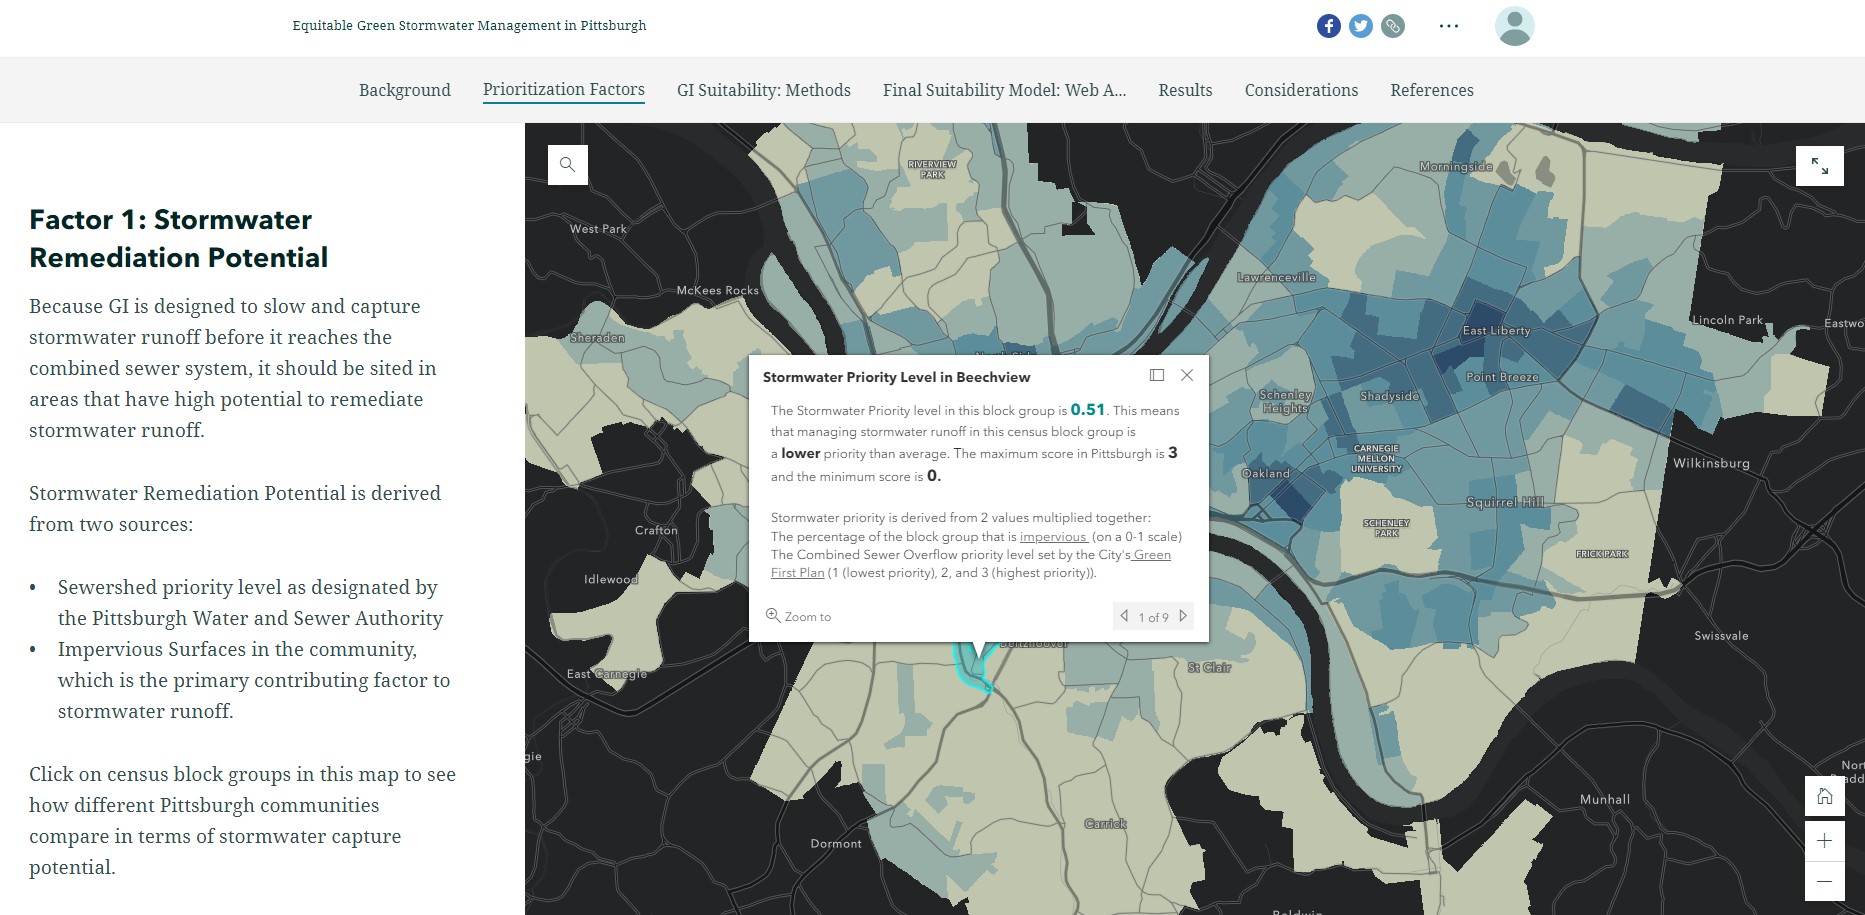 Equitable Green Stormwater Management in Pittsburgh
Background
Prioritization Factors
GI Suitability: Methods
Final Suitability Model: Web A...
Results
Considerations
References
Factor 1: Stormwater
Remediation Potential
Because GI is designed to slow and capture
stormwater runoff before it reaches the
combined sewer system, it should be sited in
areas that have high potential to remediate
stormwater runoff.
Stormwater Remediation Potential is derived
from two sources:
• Sewershed priority level as designated by
the Pittsburgh Water and Sewer Authority
• Impervious Surfaces in the community,
which is the primary contributing factor to
stormwater runoff.
Click on census block groups in this map to see
how different Pittsburgh communities
compare in terms of stormwater capture
potential.
RIVERVIEW
PARK
Morningside
West Park
Lawrenceville
McKees Rocks
Lincoln Park
Eastwo
East Liberty
Sheraden
Point Breeze
Schenley
Heights
Shadyside
CARNEGIE
MELLON
UNIVERSITY
Wilkinsburg
Oakland
Squirrel Hill
SCHENLEY
PARK
FRICK PARK
Crafton
Idlewood
Swissvale
East Carnegie
St Clair
gie
Munhall
Carrick
Dormont
Stormwater Priority Level in Beechview
The Stormwater Priority level in this block group is 0.51. This means
that managing stormwater runoff in this census block group is
a lower priority than average. The maximum score in Pittsburgh is 3
and the minimum score is 0.
Stormwater priority is derived from 2 values multiplied together:
The percentage of the block group that is impervious (on a 0-1 scale)
The Combined Sewer Overflow priority level set by the City's Green
First Plan (1 (lowest priority), 2, and 3 (highest priority)).
Zoom to
1 of 9